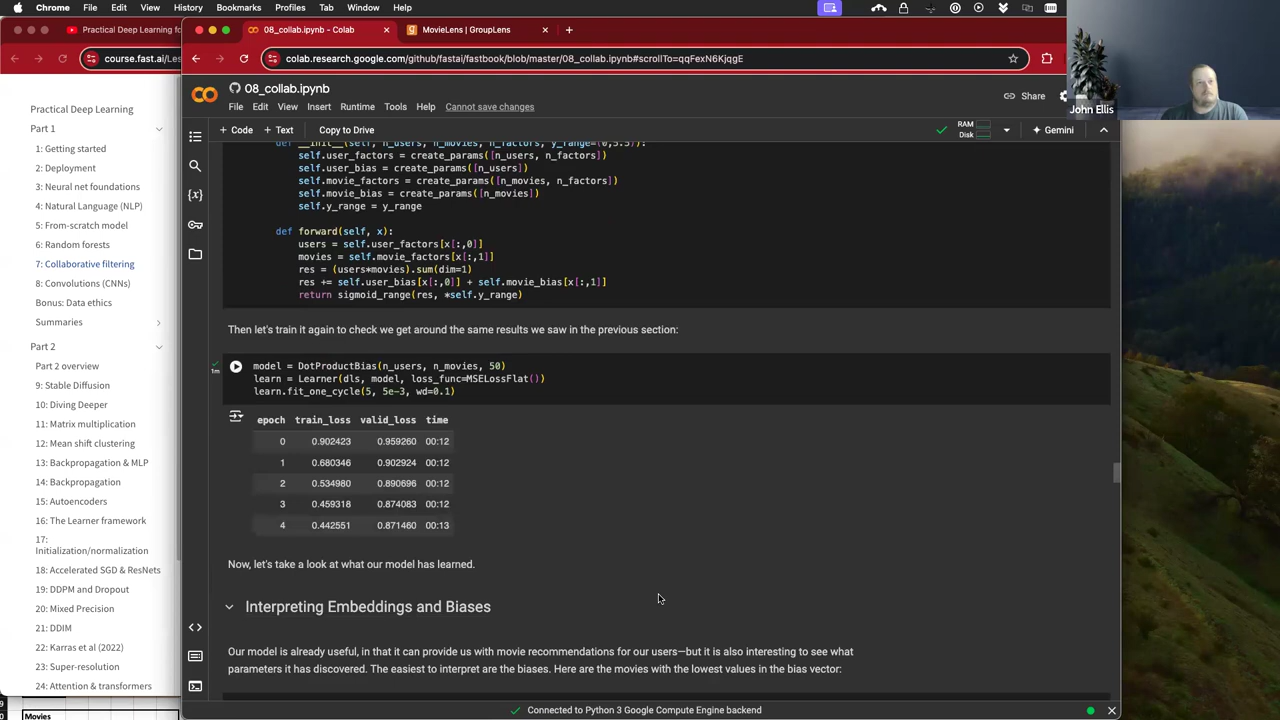 Chrome File Edit View History Bookmarks Profiles Tab Window Help
Practical Deep Learning fo
08_collab.ipynb - Colab
MovieLens | GroupLens
course.fast.ai/Les
colab.research.google.com/github/fastai/fastbook/blob/master/08_collab.ipynb#scrollTo=qqFexN6KjqgE
John Ellis
08_collab.ipynb
File Edit View Insert Runtime Tools Help Cannot save changes
Share
+ Code + Text Copy to Drive
RAM
Disk
Gemini
Practical Deep Learning
Part 1
1: Getting started
2: Deployment
3: Neural net foundations
4: Natural Language (NLP)
5: From-scratch model
6: Random forests
7: Collaborative filtering
8: Convolutions (CNNs)
Bonus: Data ethics
Summaries
Part 2
Part 2 overview
9: Stable Diffusion
10: Diving Deeper
11: Matrix multiplication
12: Mean shift clustering
13: Backpropagation & MLP
14: Backpropagation
15: Autoencoders
16: The Learner framework
17:
Initialization/normalization
18: Accelerated SGD & ResNets
19: DDPM and Dropout
20: Mixed Precision
21: DDIM
22: Karras et al (2022)
23: Super-resolution
24: Attention & transformers
Movies
def __init__(self, n_users, n_movies, n_factors, y_range=(0,5.5)):
self.user_factors = create_params([n_users, n_factors])
self.user_bias = create_params([n_users])
self.movie_factors = create_params([n_movies, n_factors])
self.movie_bias = create_params([n_movies])
self.y_range = y_range
def forward(self, x):
users = self.user_factors[x[:,0]]
movies = self.movie_factors[x[:,1]]
res = (users*movies).sum(dim=1)
res += self.user_bias[x[:,0]] + self.movie_bias[x[:,1]]
return sigmoid_range(res, *self.y_range)
Then let's train it again to check we get around the same results we saw in the previous section:
1m
model = DotProductBias(n_users, n_movies, 50)
learn = Learner(dls, model, loss_func=MSELossFlat())
learn.fit_one_cycle(5, 5e-3, wd=0.1)
epoch train_loss valid_loss time
0 0.902423 0.959260 00:12
1 0.680346 0.902924 00:12
2 0.534980 0.890696 00:12
3 0.459318 0.874083 00:12
4 0.442551 0.871460 00:13
Now, let's take a look at what our model has learned.
Interpreting Embeddings and Biases
Our model is already useful, in that it can provide us with movie recommendations for our users—but it is also interesting to see what
parameters it has discovered. The easiest to interpret are the biases. Here are the movies with the lowest values in the bias vector:
Connected to Python 3 Google Compute Engine backend